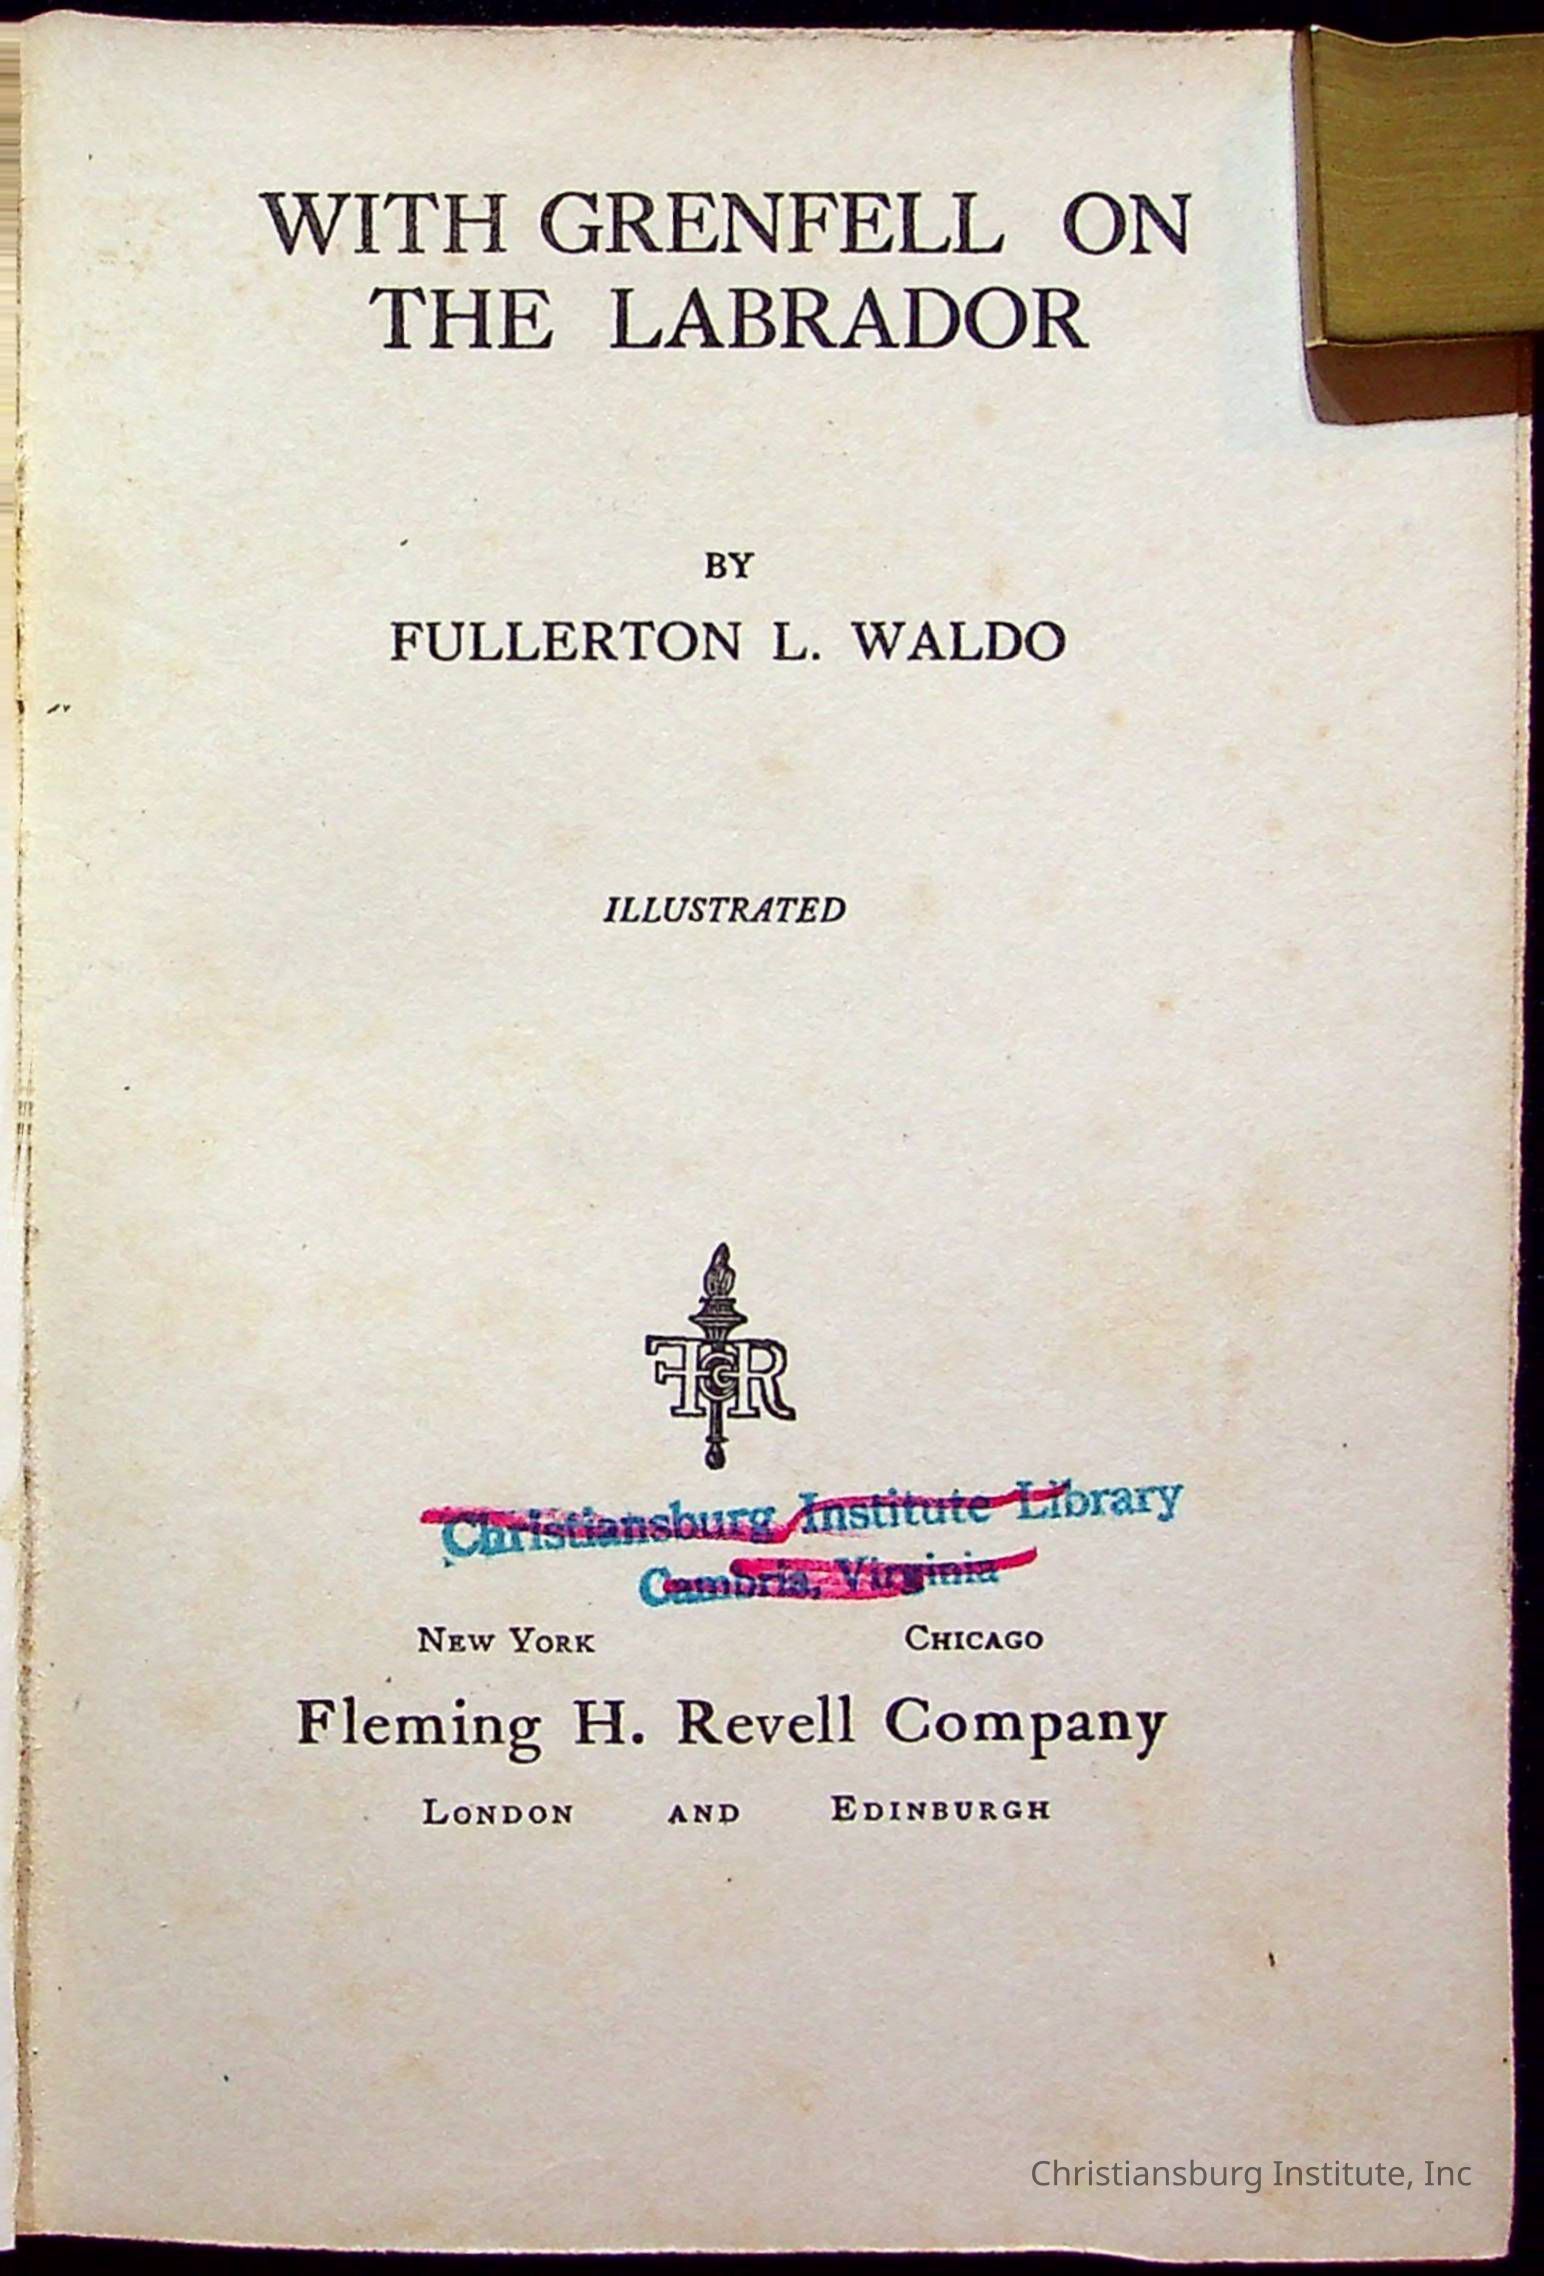 WITH GRENFELL ON
THE LABRADOR
BY
FULLERTON L. WALDO
ILLUSTRATED
FGR
Christiansburg Institute Library
Cambria, Virginia
NEW YORK CHICAGO
Fleming H. Revell Company
LONDON AND EDINBURGH
Christiansburg Institute, Inc